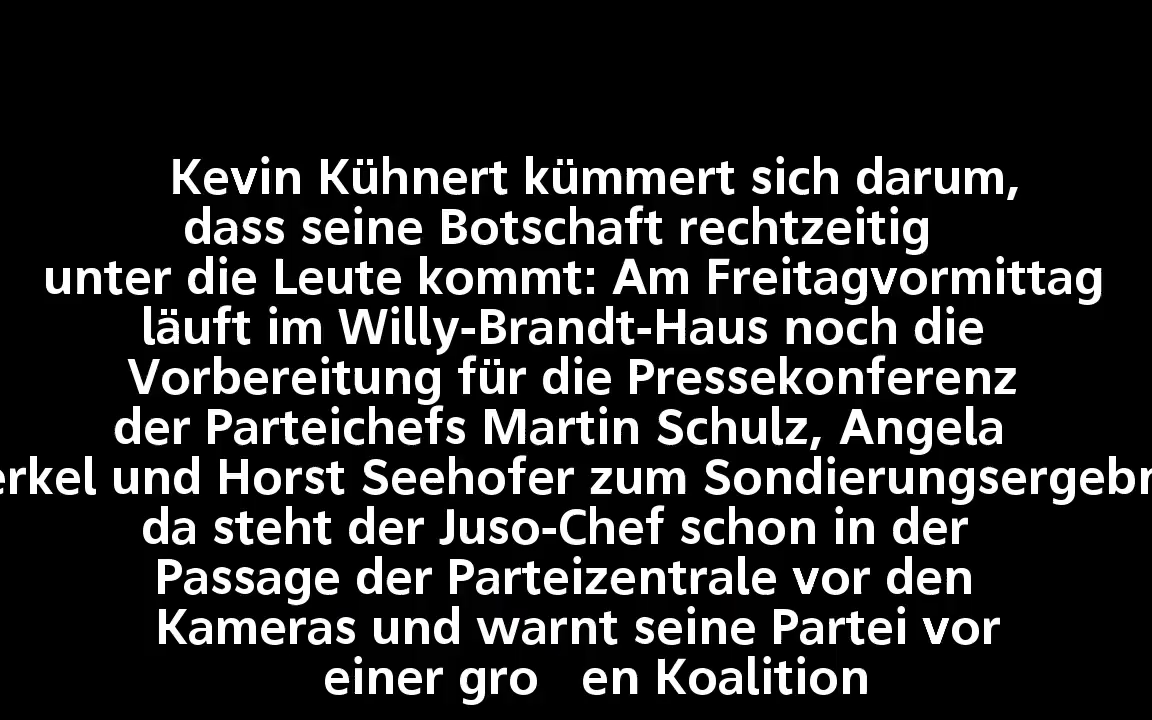 Kevin Kühnert kümmert sich darum,
dass seine Botschaft rechtzeitig
unter die Leute kommt: Am Freitagvormittag
läuft im Willy-Brandt-Haus noch die
Vorbereitung für die Pressekonferenz
der Parteichefs Martin Schulz, Angela
erkel und Horst Seehofer zum Sondierungsergebn
da steht der Juso-Chef schon in der
Passage der Parteizentrale vor den
Kameras und warnt seine Partei vor
einer gro en Koalition